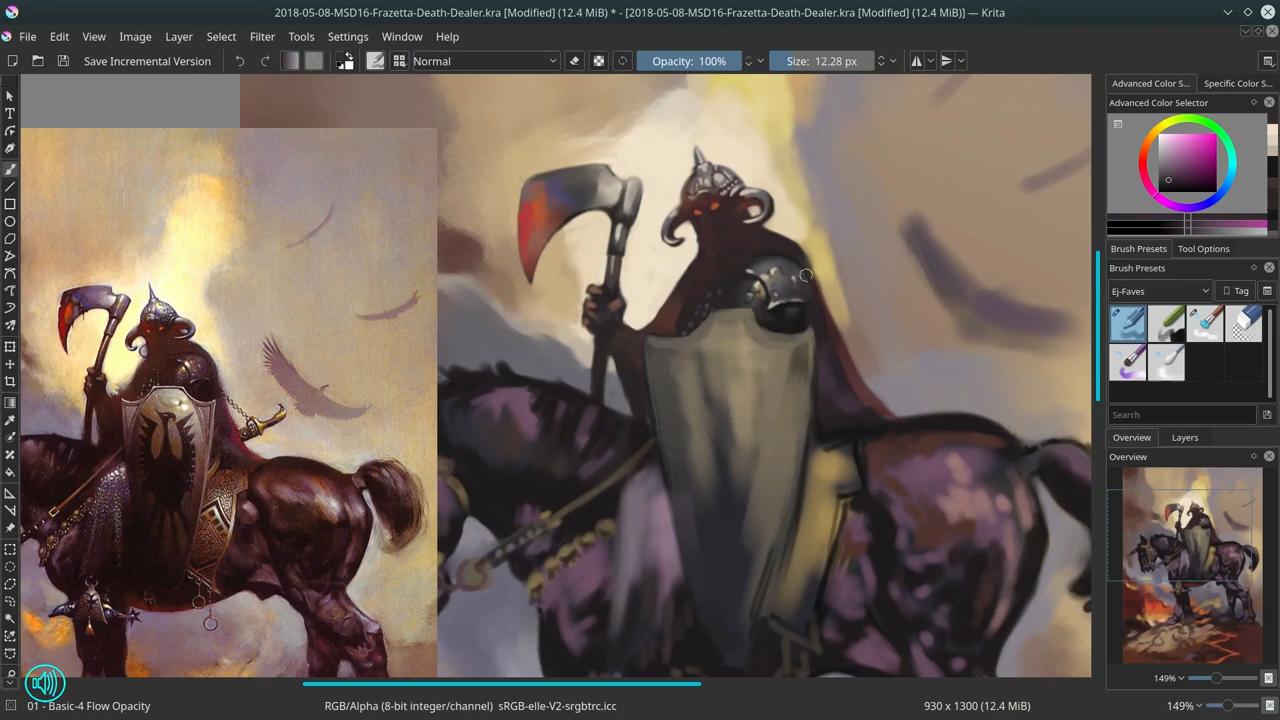 2018-05-08-MSD16-Frazetta-Death-Dealer.kra [Modified] (12.4 MiB) * - [2018-05-08-MSD16-Frazetta-Death-Dealer.kra [Modified] (12.4 MiB)] — Krita
File Edit View Image Layer Select Filter Tools Settings Window Help
Save Incremental Version Normal Opacity: 100% Size: 12.28 px
Advanced Color S... Specific Color S...
Advanced Color Selector
Brush Presets Tool Options
Brush Presets
Ej-Faves Tag
Search
Overview Layers
Overview
149%
01 - Basic-4 Flow Opacity RGB/Alpha (8-bit integer/channel) sRGB-elle-V2-srgbtrc.icc 930 x 1300 (12.4 MiB) 149%